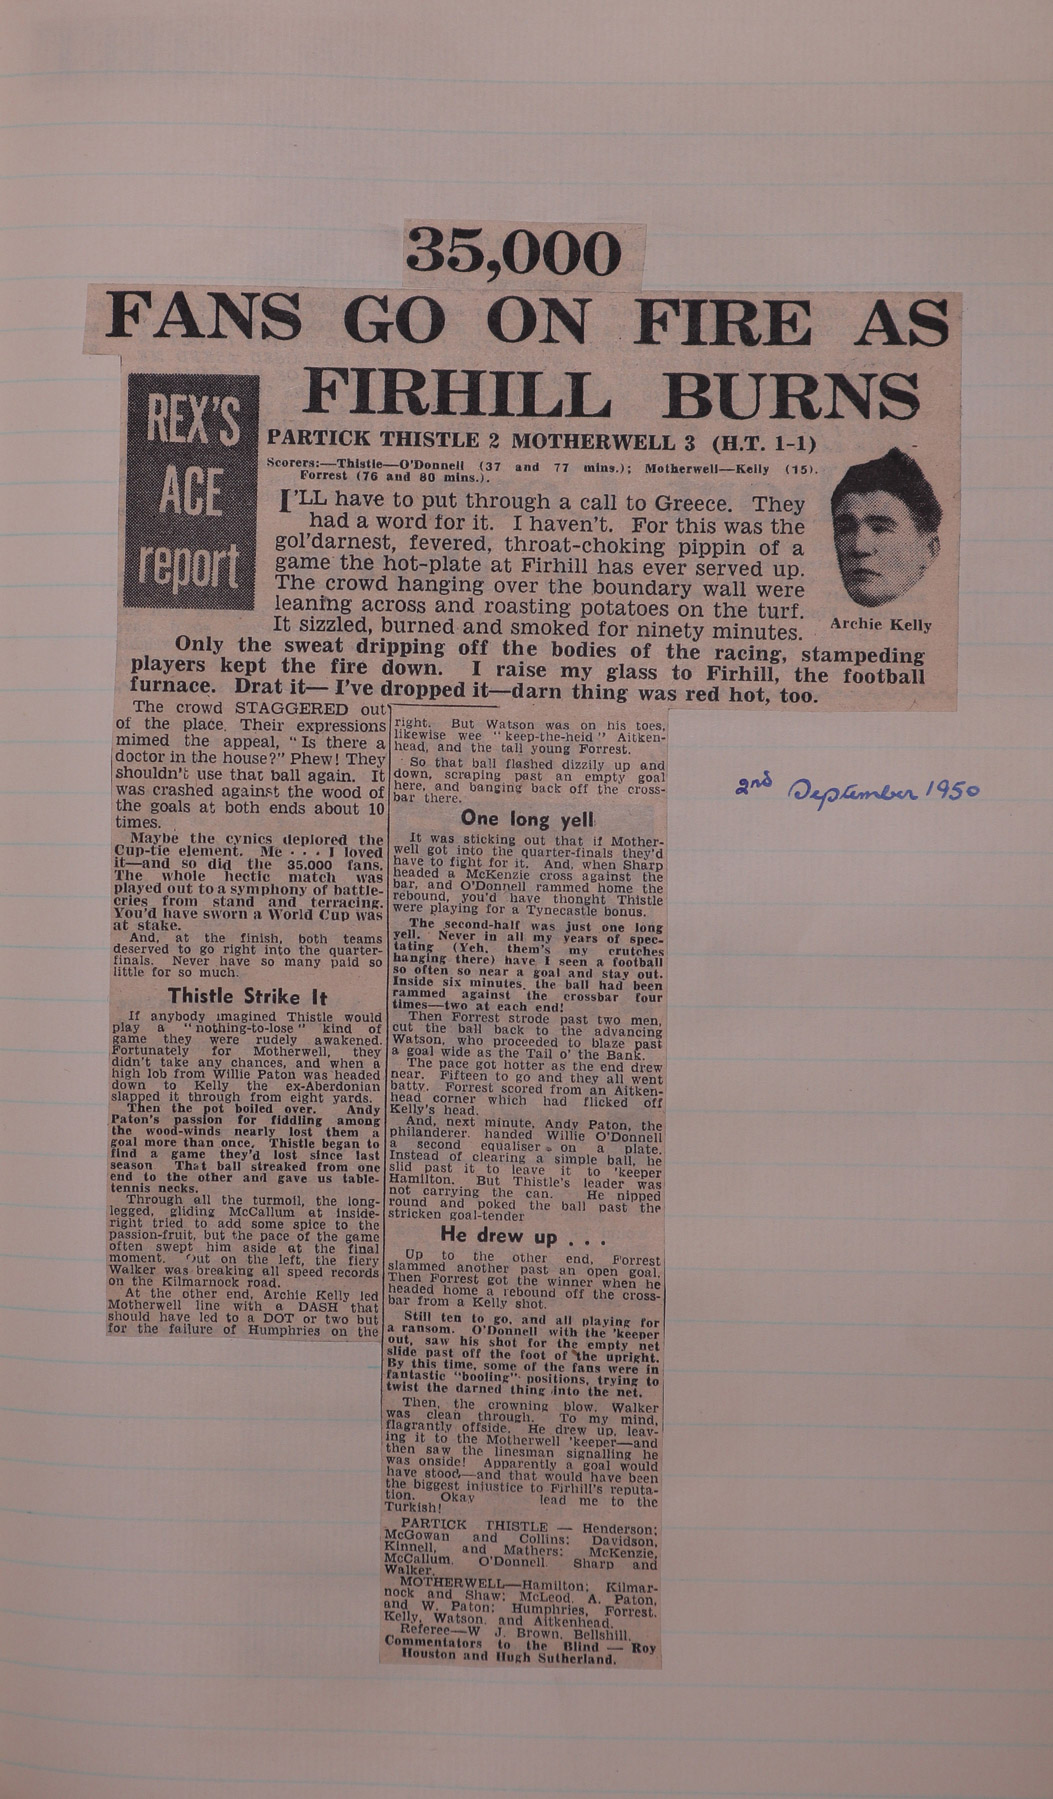 35,000
FANS GO ON FIRE AS
FIRHILL BURNS
REX'S
ACE
report
PARTICK THISTLE 2 MOTHERWELL 3 (H.T. 1-1)
Scorers:—Thistle—O'Donnell (37 and 77 mins.); Motherwell—Kelly (15).
Forrest (76 and 80 mins.).
I'LL have to put through a call to Greece. They
had a word for it. I haven't. For this was the
gol'darnest, fevered, throat-choking pippin of a
game the hot-plate at Firhill has ever served up.
The crowd hanging over the boundary wall were
leaning across and roasting potatoes on the turf.
It sizzled, burned and smoked for ninety minutes.
Archie Kelly
Only the sweat dripping off the bodies of the racing, stampeding
players kept the fire down. I raise my glass to Firhill, the football
furnace. Drat it— I've dropped it—darn thing was red hot, too.
The crowd STAGGERED out
of the place. Their expressions
mimed the appeal, "Is there a
doctor in the house?" Phew! They
shouldn't use that ball again. It
was crashed against the wood of
the goals at both ends about 10
times.
Maybe the cynics deplored the
Cup-tie element. Me . . . I loved
it—and so did the 35,000 fans.
The whole hectic match was
played out to a symphony of battle-
cries from stand and terracing.
You'd have sworn a World Cup was
at stake.
And, at the finish, both teams
deserved to go right into the quarter-
finals. Never have so many paid so
little for so much.
Thistle Strike It
If anybody imagined Thistle would
play a "nothing-to-lose" kind of
game they were rudely awakened.
Fortunately for Motherwell, they
didn't take any chances, and when a
high lob from Willie Paton was headed
down to Kelly the ex-Aberdonian
slapped it through from eight yards.
Then the pot boiled over. Andy
Paton's passion for fiddling among
the wood-winds nearly lost them a
goal more than once. Thistle began to
find a game they'd lost since last
season. That ball streaked from one
end to the other and gave us table-
tennis necks.
Through all the turmoil, the long-
legged, gliding McCallum at inside-
right tried to add some spice to the
passion-fruit, but the pace of the game
often swept him aside at the final
moment. Out on the left, the fiery
Walker was breaking all speed records
on the Kilmarnock road.
At the other end, Archie Kelly led
Motherwell line with a DASH that
should have led to a DOT or two but
for the failure of Humphries on the
right. But Watson was on his toes,
likewise wee "keep-the-heid" Aitken-
head, and the tall young Forrest.
So that ball flashed dizzily up and
down, scraping past an empty goal
here, and banging back off the cross-
bar there.
One long yell
It was sticking out that if Mother-
well got into the quarter-finals they'd
have to fight for it. And, when Sharp
headed a McKenzie cross against the
bar, and O'Donnell rammed home the
rebound, you'd have thonght Thistle
were playing for a Tynecastle bonus.
The second-half was just one long
yell. Never in all my years of spec-
tating (Yeh, them's my crutches
hanging there) have I seen a football
so often so near a goal and stay out.
Inside six minutes, the ball had been
rammed against the crossbar four
times—two at each end!
Then Forrest strode past two men,
cut the ball back to the advancing
Watson, who proceeded to blaze past
a goal wide as the Tail o' the Bank.
The pace got hotter as the end drew
near. Fifteen to go and they all went
batty. Forrest scored from an Aitken-
head corner which had flicked off
Kelly's head.
And, next minute, Andy Paton, the
philanderer, handed Willie O'Donnell
a second equaliser on a plate.
Instead of clearing a simple ball, he
slid past it to leave it to 'keeper
Hamilton. But Thistle's leader was
not carrying the can. He nipped
round and poked the ball past the
stricken goal-tender
He drew up . . .
Up to the other end, Forrest
slammed another past an open goal.
Then Forrest got the winner when he
headed home a rebound off the cross-
bar from a Kelly shot.
Still ten to go, and all playing for
a ransom. O'Donnell with the 'keeper
out, saw his shot for the empty net
slide past off the foot of the upright.
By this time, some of the fans were in
fantastic "booling" positions, trying to
twist the darned thing into the net.
Then, the crowning blow. Walker
was clean through. To my mind,
flagrantly offside. He drew up, leav-
ing it to the Motherwell 'keeper—and
then saw the linesman signalling he
was onside! Apparently a goal would
have stood—and that would have been
the biggest injustice to Firhill's reputa-
tion. Okay lead me to the
Turkish!
PARTICK THISTLE — Henderson;
McGowan and Collins; Davidson,
Kinnell, and Mathers; McKenzie,
McCallum, O'Donnell, Sharp and
Walker.
MOTHERWELL—Hamilton; Kilmar-
nock and Shaw; McLeod, A. Paton,
and W. Paton; Humphries, Forrest,
Kelly, Watson, and Aitkenhead.
Referee—W J. Brown, Bellshill.
Commentators to the Blind — Roy
Houston and Hugh Sutherland.
2nd September 1950